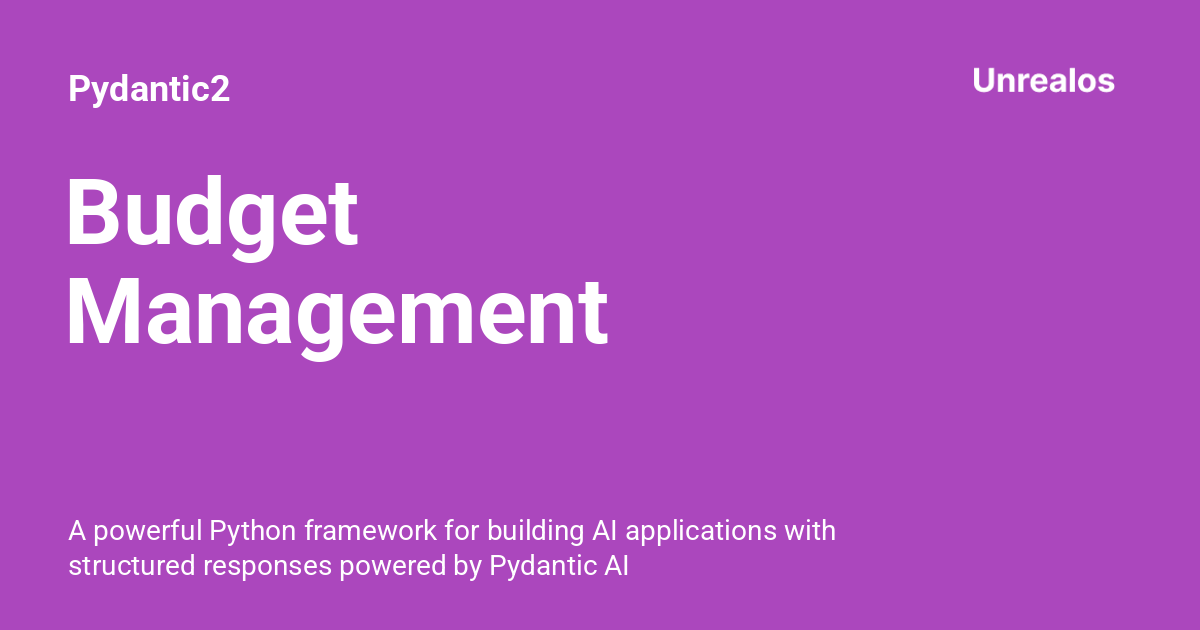 Pydantic2
Unrealos
Budget
Management
A powerful Python framework for building AI applications with
structured responses powered by Pydantic AI